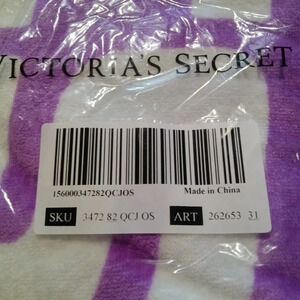 VICTORIA'S SECRET
156000347282QCJOS Made in China
SKU 3472 82 QCJ OS ART 262653 31